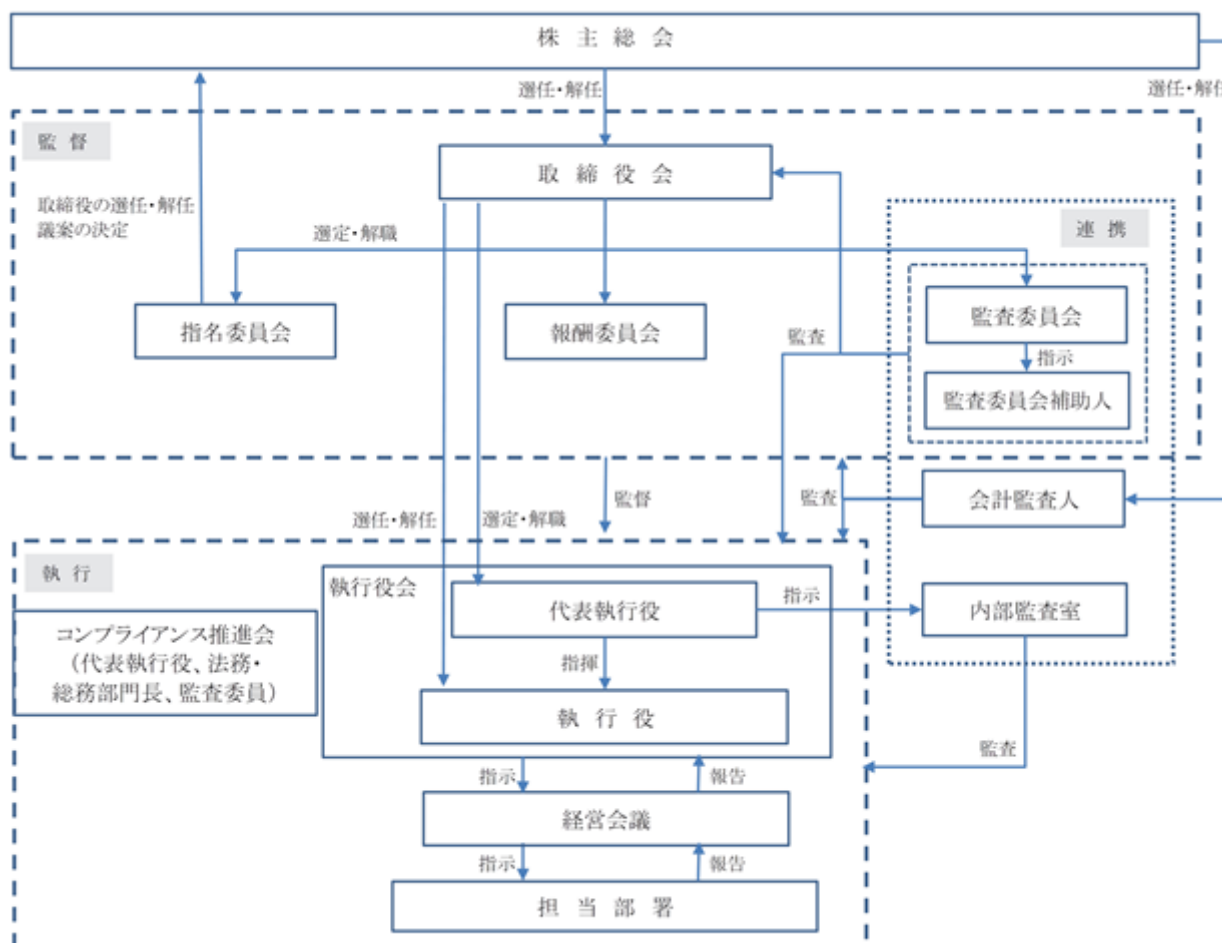 株 主 総 会
選任・解任
選任・解任
監 督
取 締 役 会
取締役の選任・解任
議案の決定
連 携
選定・解職
指名委員会
報酬委員会
監査委員会
監査
指示
監査委員会補助人
監督
監査
会計監査人
選任・解任
選定・解職
執 行
執行役会
代表執行役
指示
内部監査室
コンプライアンス推進会
(代表執行役、法務・
総務部門長、監査委員)
指揮
執 行 役
監査
指示
報告
経営会議
指示
報告
担 当 部 署